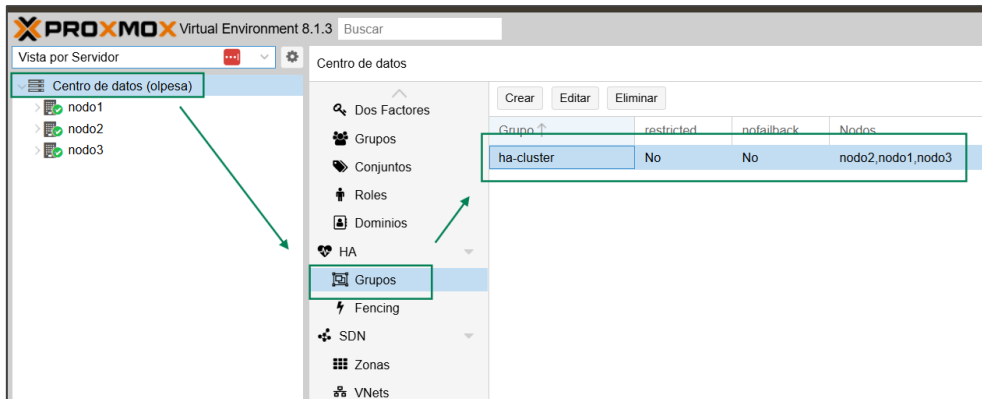 PROXMOX Virtual Environment 8.1.3 Buscar
Vista por Servidor
Centro de datos (olpesa)
nodo1
nodo2
nodo3
Centro de datos
Dos Factores
Grupos
Conjuntos
Roles
Dominios
HA
Grupos
Fencing
SDN
Zonas
VNets
Crear Editar Eliminar
Grupo ↑ restricted nofailback Nodos
ha-cluster No No nodo2,nodo1,nodo3